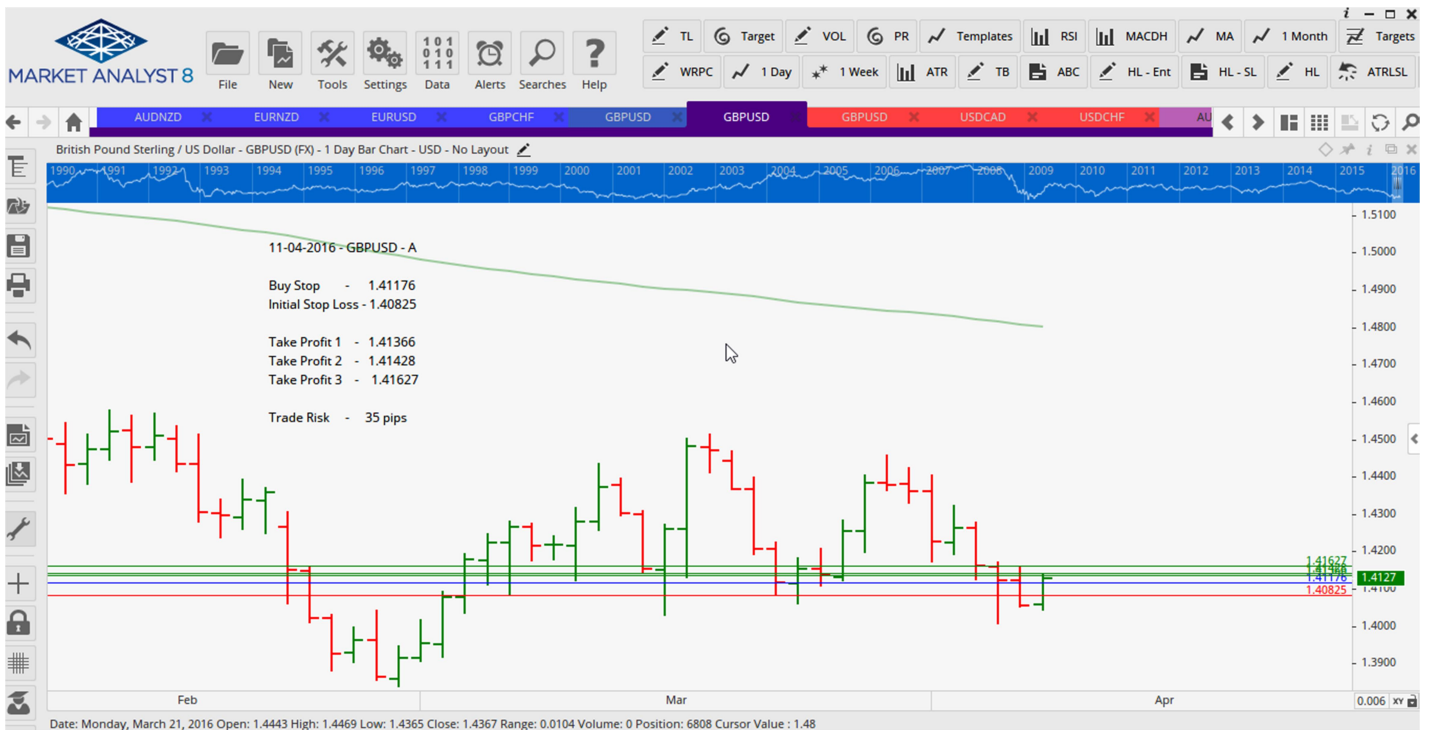 MARKET ANALYST 8
File New Tools Settings Data Alerts Searches Help
TL Target VOL PR Templates RSI MACDH MA 1 Month Targets
WRPC 1 Day 1 Week ATR TB ABC HL - Ent HL - SL HL ATRLSL
AUDNZD EURNZD EURUSD GBPCHF GBPUSD GBPUSD GBPUSD USDCAD USDCHF AU
British Pound Sterling / US Dollar - GBPUSD (FX) - 1 Day Bar Chart - USD - No Layout
1990 1991 1992 1993 1994 1995 1996 1997 1998 1999 2000 2001 2002 2003 2004 2005 2006 2007 2008 2009 2010 2011 2012 2013 2014 2015 2016
11-04-2016 - GBPUSD - A
Buy Stop - 1.41176
Initial Stop Loss - 1.40825
Take Profit 1 - 1.41366
Take Profit 2 - 1.41428
Take Profit 3 - 1.41627
Trade Risk - 35 pips
1.5100
1.5000
1.4900
1.4800
1.4700
1.4600
1.4500
1.4400
1.4300
1.4200
1.41627
1.41176
1.4127
1.40825
1.4100
1.4000
1.3900
Feb Mar Apr
0.006 XY
Date: Monday, March 21, 2016 Open: 1.4443 High: 1.4469 Low: 1.4365 Close: 1.4367 Range: 0.0104 Volume: 0 Position: 6808 Cursor Value : 1.48